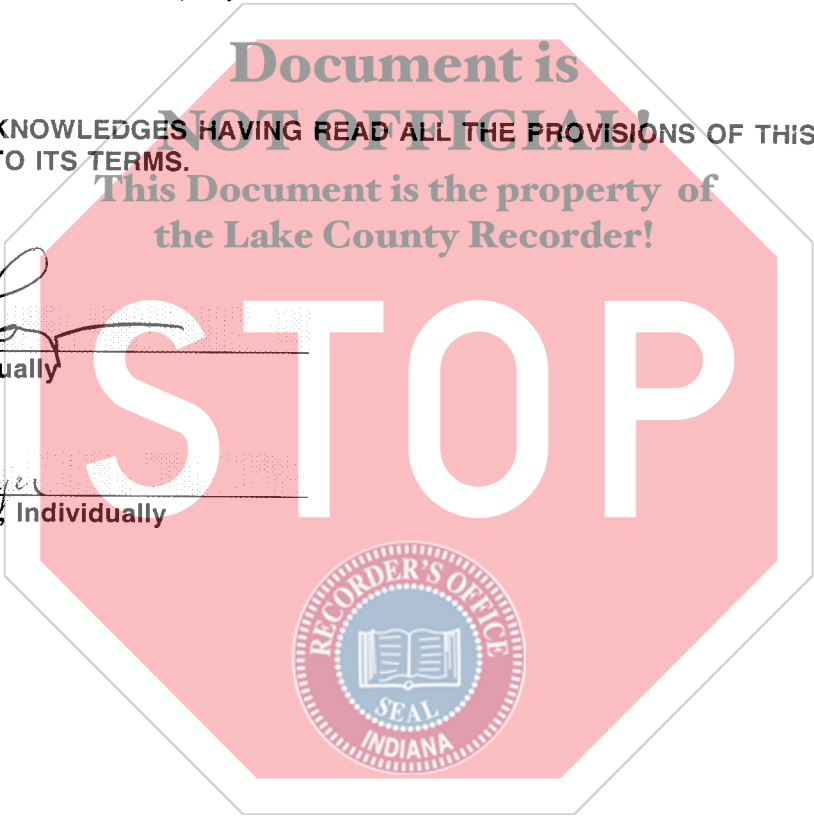 Document is
NOT OFFICIAL!
KNOWLEDGES HAVING READ ALL THE PROVISIONS OF THIS
TO ITS TERMS.
This Document is the property of
the Lake County Recorder!
STOP
ually
, Individually
RECORDER'S OFFICE
SEAL
INDIANA